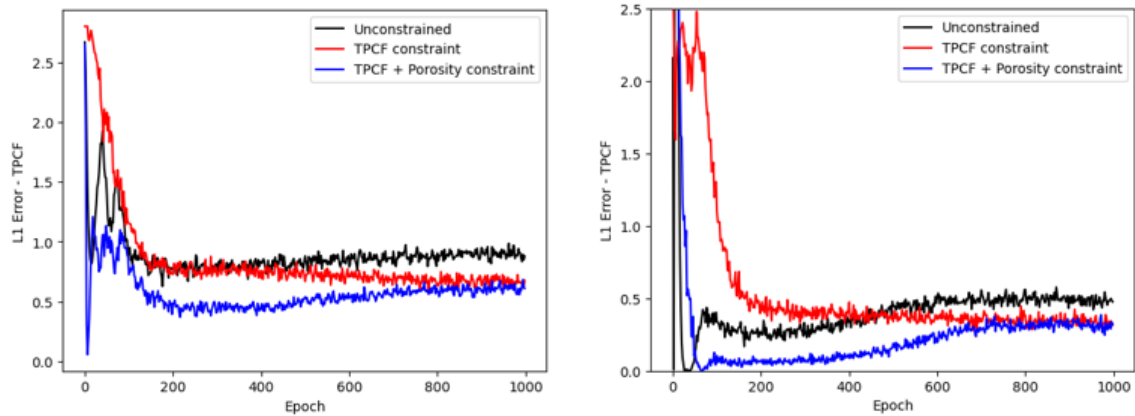 Unconstrained
TPCF constraint
TPCF + Porosity constraint
L1 Error - TPCF
2.5
2.0
1.5
1.0
0.5
0.0
0 200 400 600 800 1000
Epoch
Unconstrained
TPCF constraint
TPCF + Porosity constraint
L1 Error - TPCF
2.5
2.0
1.5
1.0
0.5
0.0
0 200 400 600 800 1000
Epoch